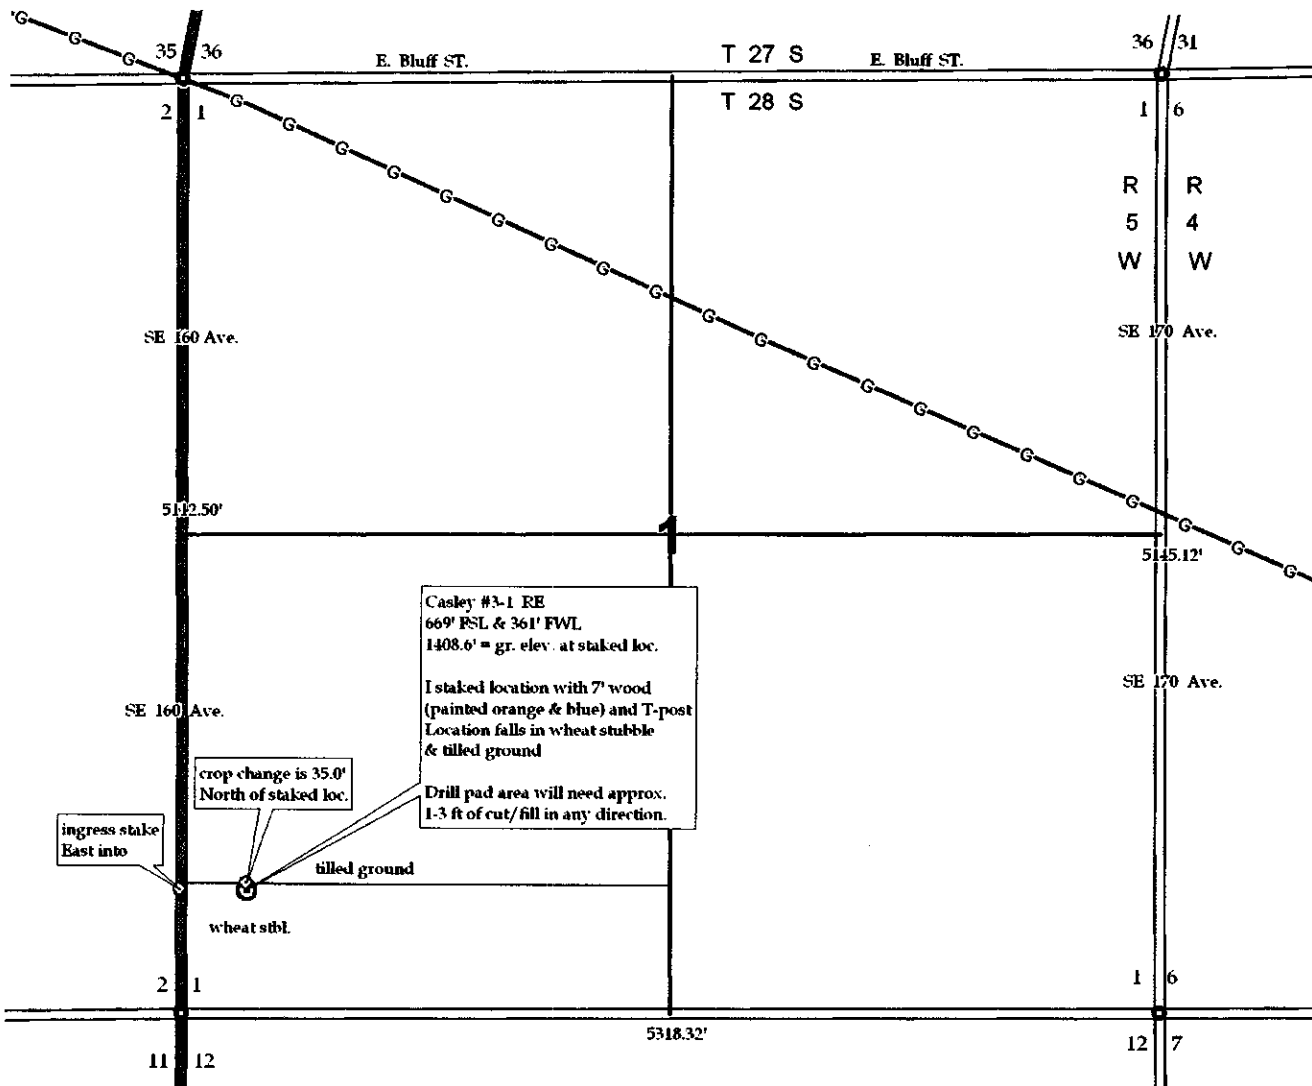 35 36
E. Bluff ST.
T 27 S
E. Bluff ST.
36 31
2 1
T 28 S
1 6
R R
5 4
W W
SE 160 Ave.
SE 170 Ave.
5112.50'
1
5145.12'
Casley #3-1 RE
669' FSL & 361' FWL
1408.6' = gr. elev. at staked loc.
I staked location with 7' wood
(painted orange & blue) and T-post
Location falls in wheat stubble
& tilled ground
Drill pad area will need approx.
1-3 ft of cut/fill in any direction.
SE 160 Ave.
SE 170 Ave.
crop change is 35.0'
North of staked loc.
ingress stake
East into
tilled ground
wheat stbl.
2 1
1 6
5318.32'
11 12
12 7
G G G G G G G G G G G G G G G G G G G G G G G G G